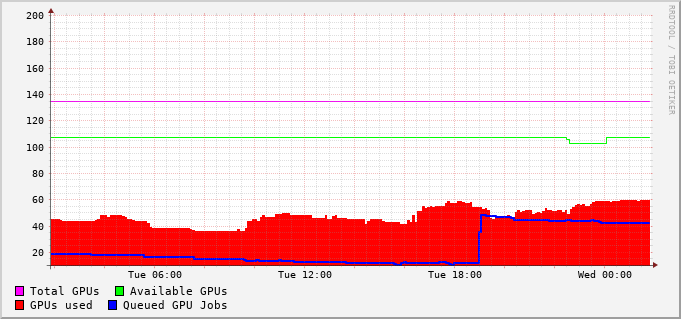 200
180
160
140
120
100
80
60
40
20
Tue 06:00 Tue 12:00 Tue 18:00 Wed 00:00
Total GPUs Available GPUs
GPUs used Queued GPU Jobs
RRDTOOL / TOBI OETIKER